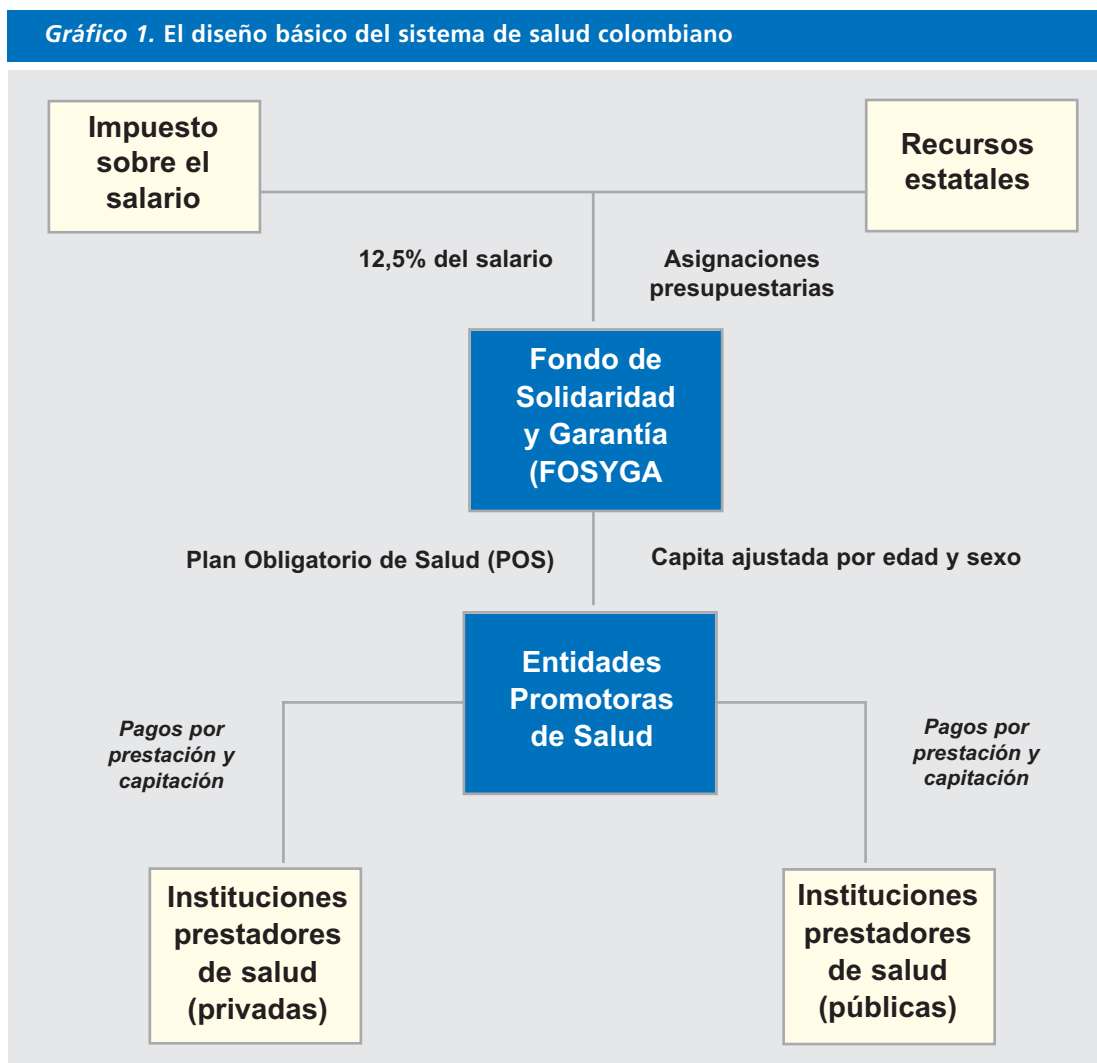 Gráfico 1. El diseño básico del sistema de salud colombiano
Impuesto
sobre el
salario
Recursos
estatales
12,5% del salario
Asignaciones
presupuestarias
Fondo de
Solidaridad
y Garantía
(FOSYGA
Plan Obligatorio de Salud (POS)
Capita ajustada por edad y sexo
Entidades
Promotoras
de Salud
Pagos por
prestación y
capitación
Pagos por
prestación y
capitación
Instituciones
prestadores
de salud
(privadas)
Instituciones
prestadores
de salud
(públicas)